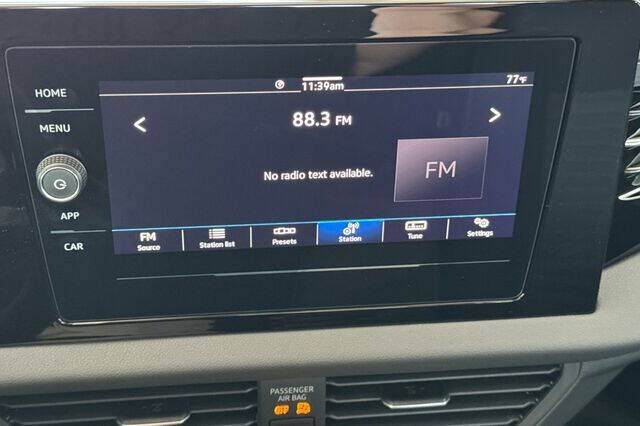 HOME
MENU
APP
CAR
11:39am
77°F
88.3 FM
No radio text available.
FM
FM
Source
Station list
Presets
Station
Tune
Settings
PASSENGER
AIR BAG
OFF